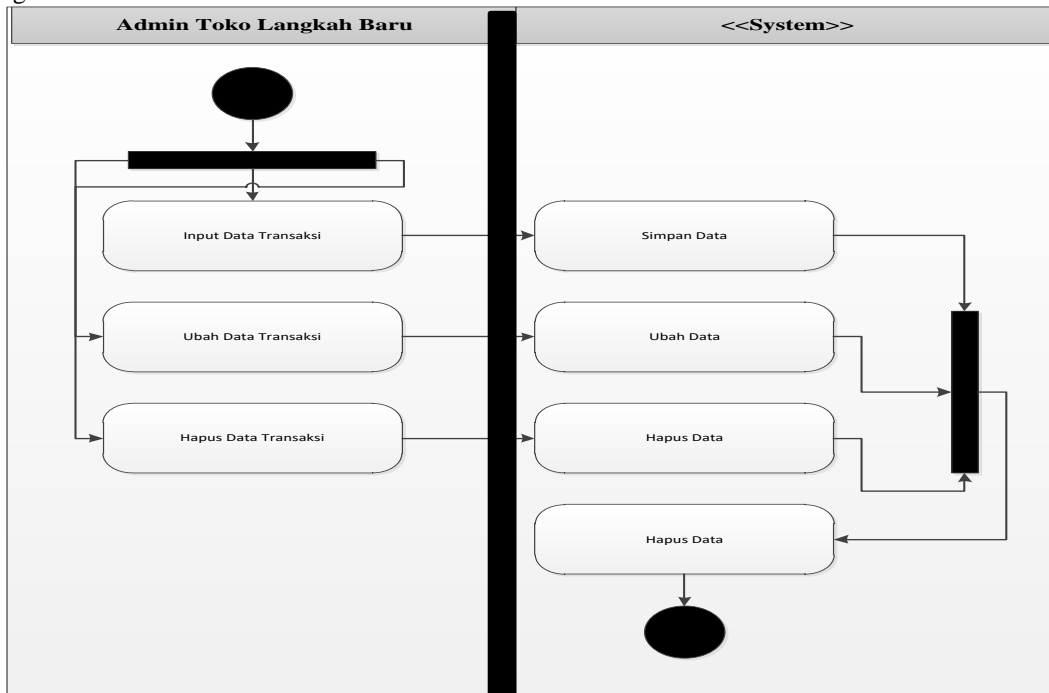 Admin Toko Langkah Baru
<<System>>
Input Data Transaksi
Simpan Data
Ubah Data Transaksi
Ubah Data
Hapus Data Transaksi
Hapus Data
Hapus Data